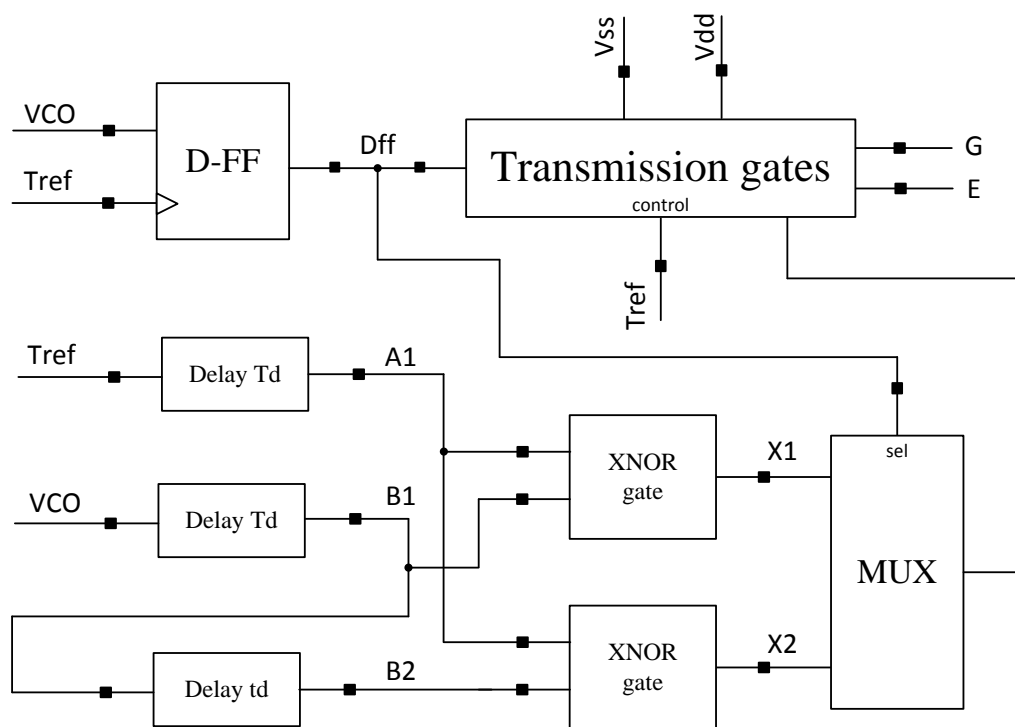 Vss
Vdd
VCO
D-FF
Dff
Transmission gates
control
G
E
Tref
Tref
Tref
Delay Td
A1
XNOR
gate
X1
sel
VCO
Delay Td
B1
MUX
XNOR
gate
X2
Delay td
B2